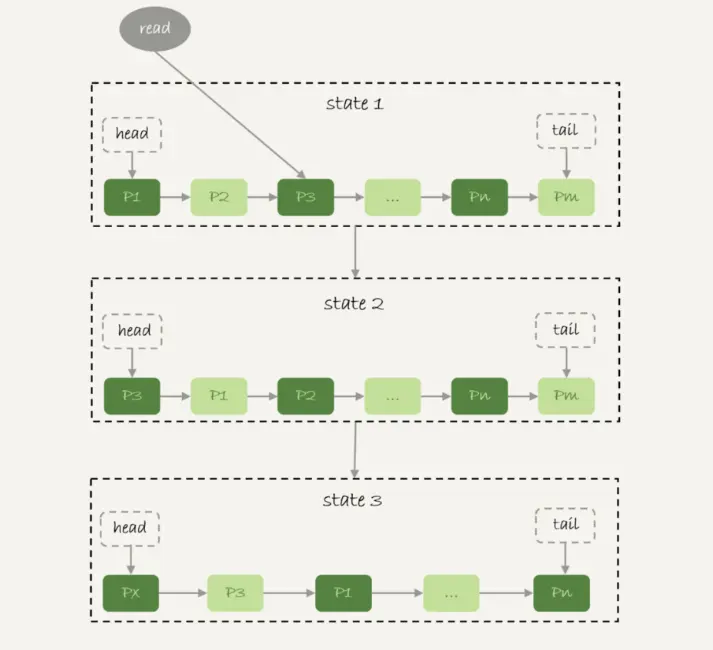 read
state 1
head
tail
P1 P2 P3 ... Pn Pm
state 2
head
tail
P3 P1 P2 ... Pn Pm
state 3
head
tail
Px P3 P1 ... Pn